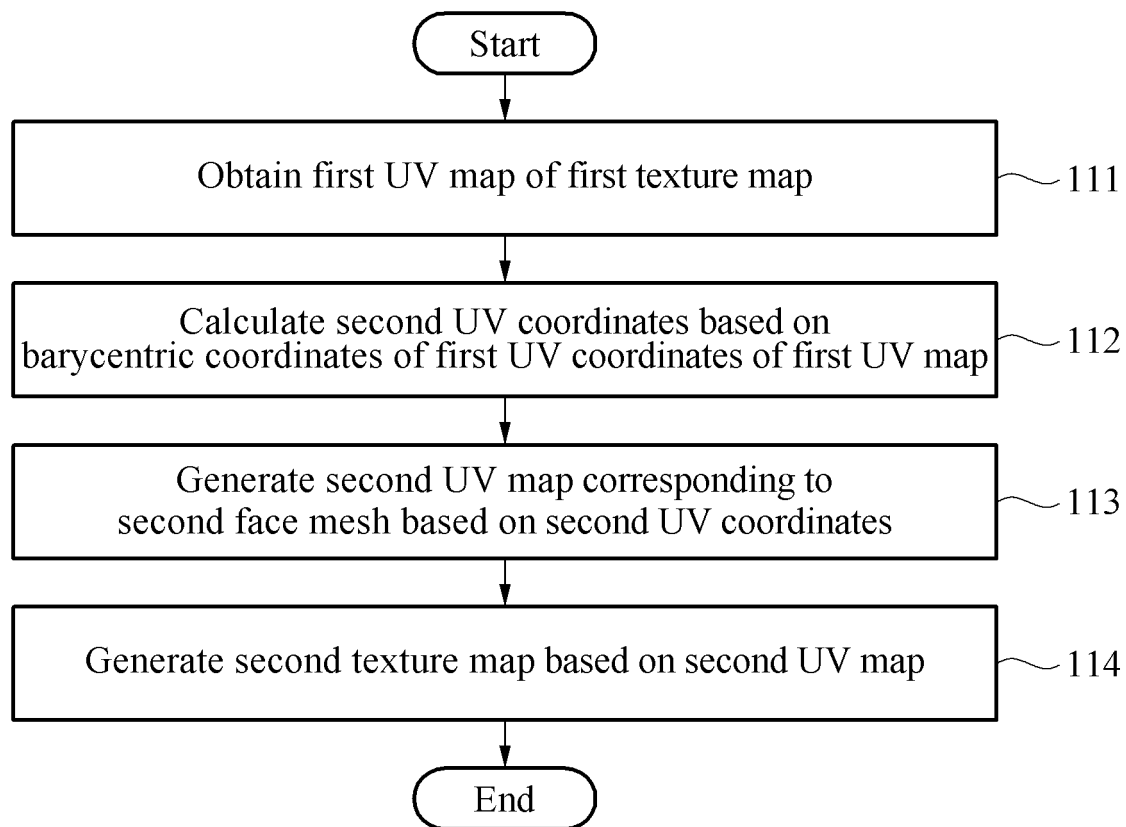 Start
Obtain first UV map of first texture map
111
Calculate second UV coordinates based on
barycentric coordinates of first UV coordinates of first UV map
112
Generate second UV map corresponding to
second face mesh based on second UV coordinates
113
Generate second texture map based on second UV map
114
End